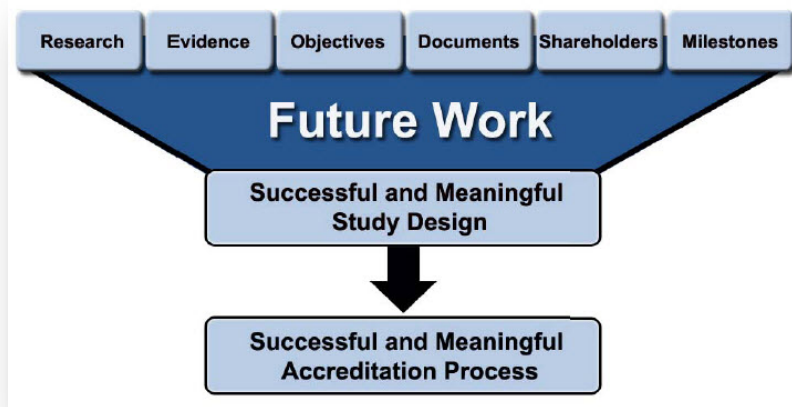 Research Evidence Objectives Documents Shareholders Milestones
Future Work
Successful and Meaningful
Study Design
Successful and Meaningful
Accreditation Process